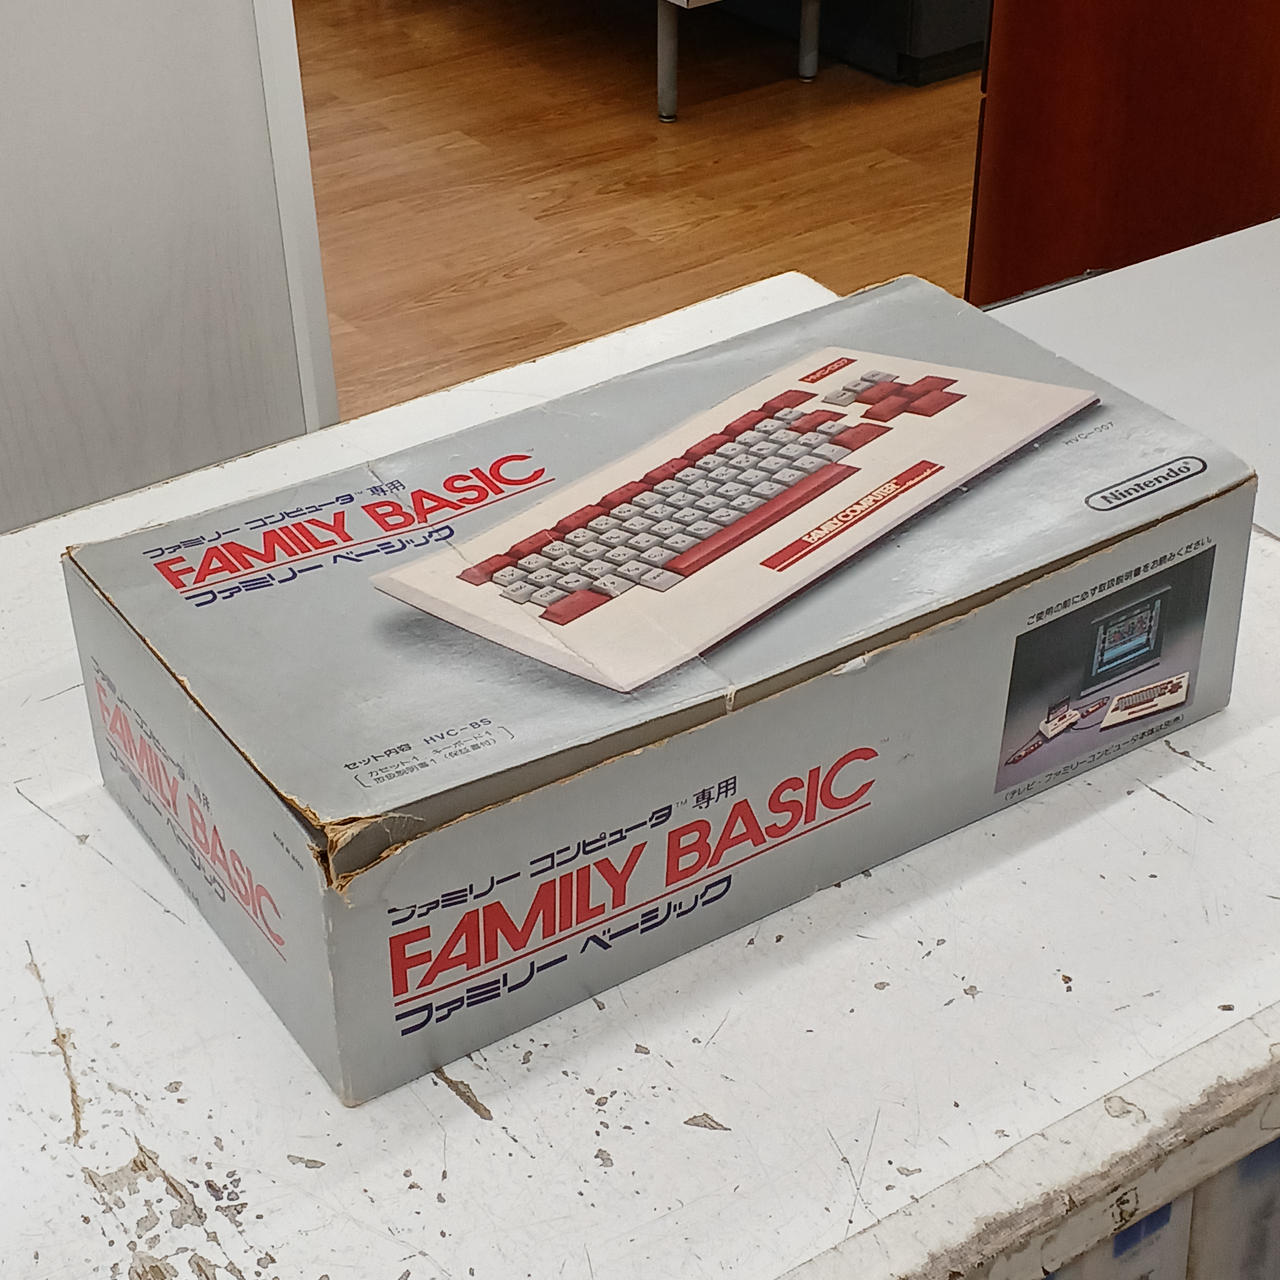 ファミリー コンピュータ™ 専用
FAMILY BASIC™
ファミリー ベーシック
HVC-007
FAMILY COMPUTER™
HVC-007
Nintendo®
セット内容 HVC-BS
カセット1 キーボード1
取扱説明書1(保証書付)
ファミリー コンピュータ™ 専用
FAMILY BASIC™
ファミリー ベーシック
ご使用の前に必ず取扱説明書をお読みください。
(テレビ・ファミリーコンピュータ本体は別売)
ファミリー コンピュータ 専用
FAMILY BASIC
ファミリー ベーシック